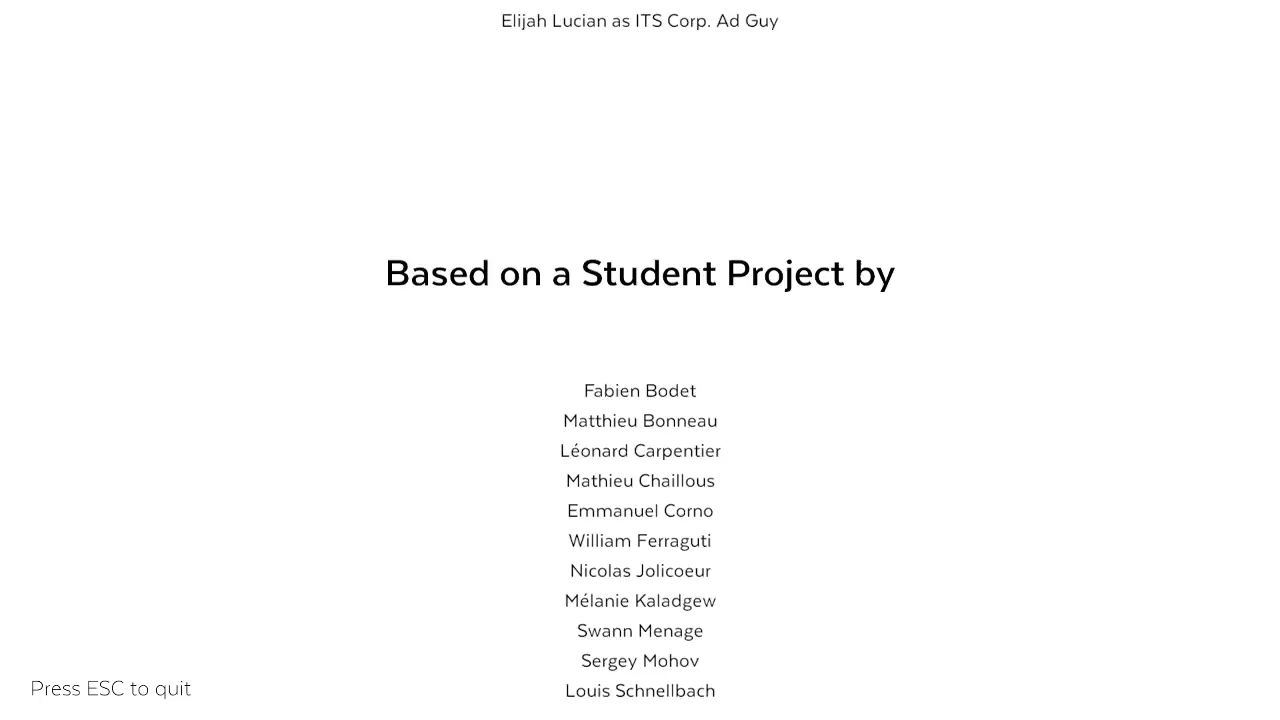 Elijah Lucian as ITS Corp. Ad Guy
Based on a Student Project by
Fabien Bodet
Matthieu Bonneau
Léonard Carpentier
Mathieu Chaillous
Emmanuel Corno
William Ferraguti
Nicolas Jolicoeur
Mélanie Kaladgew
Swann Menage
Sergey Mohov
Louis Schnellbach
Press ESC to quit